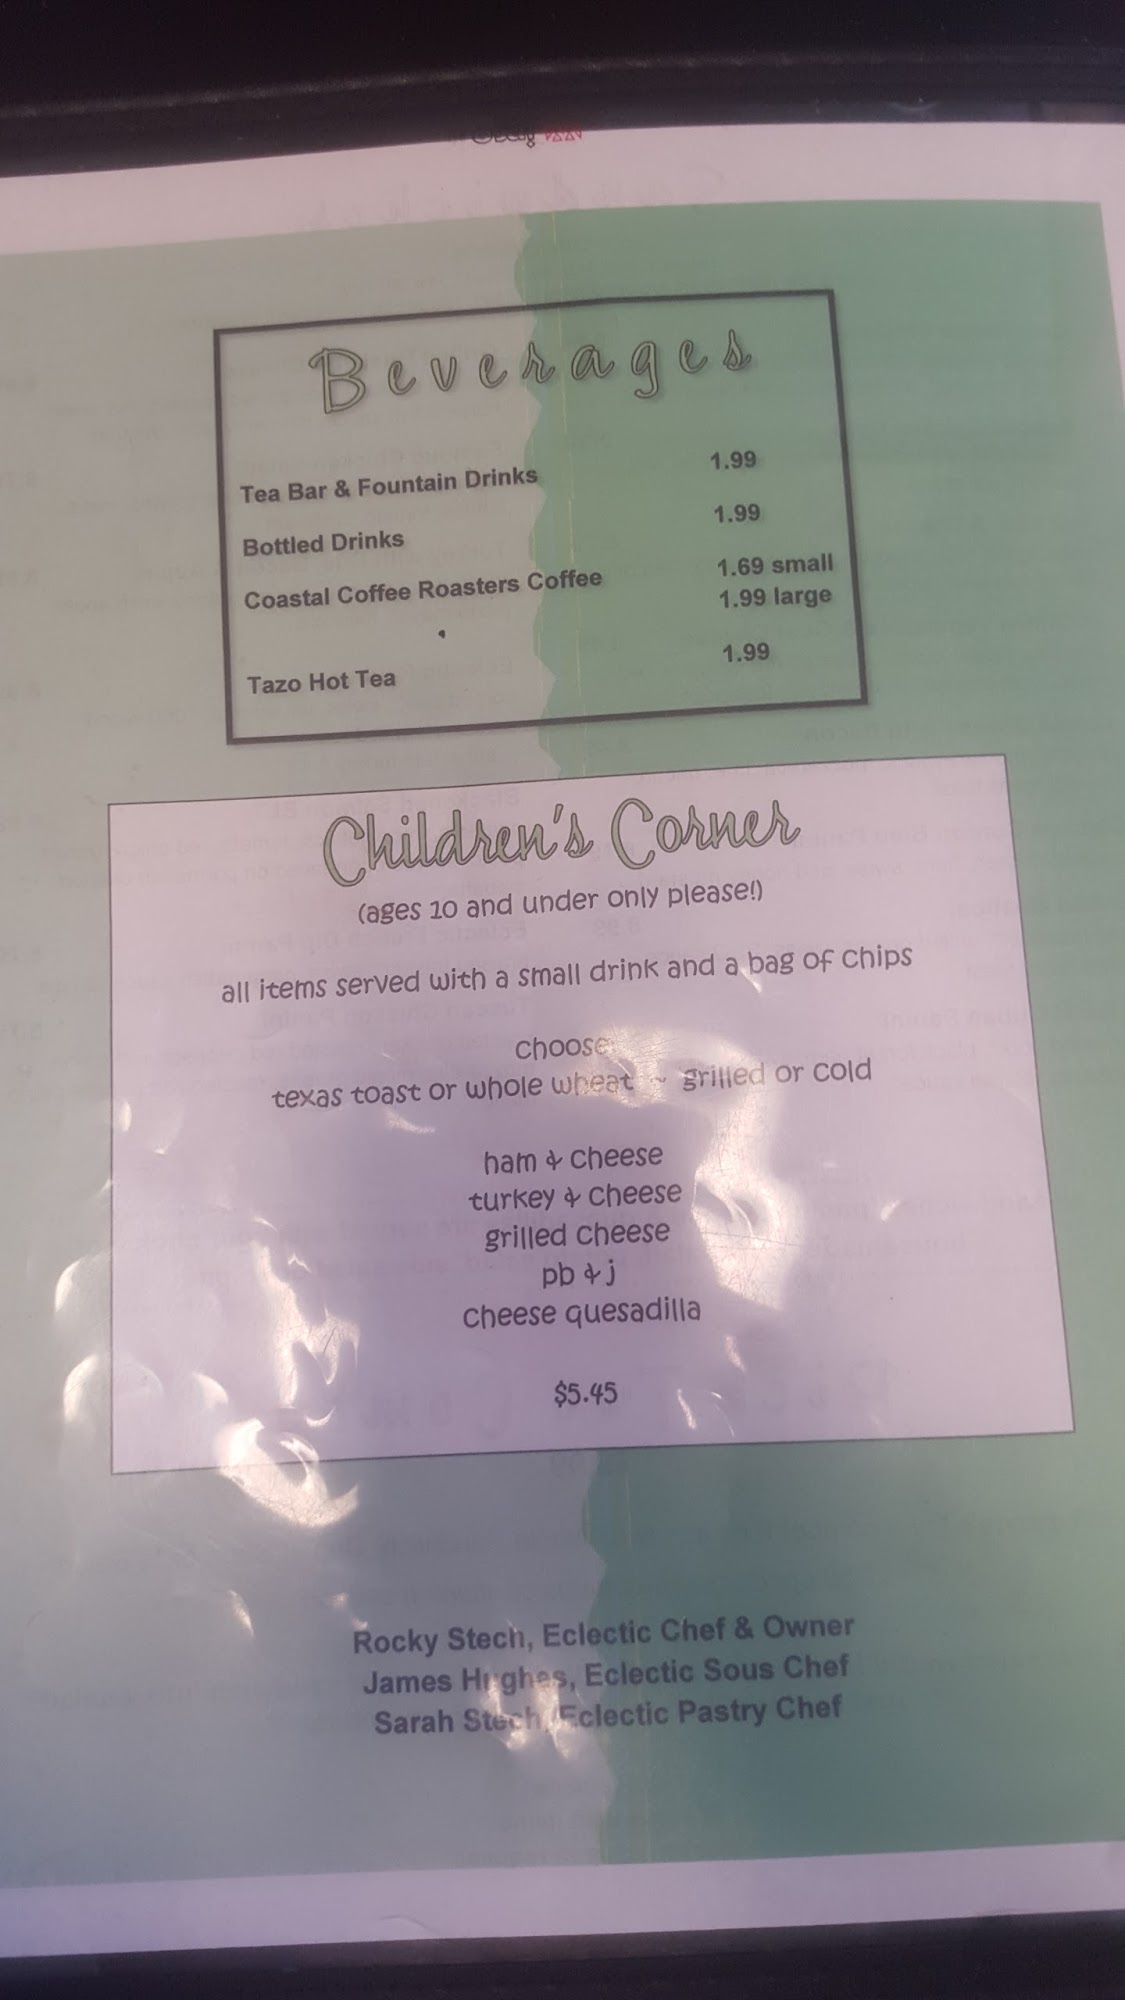 Beverages
Tea Bar & Fountain Drinks 1.99
Bottled Drinks 1.99
Coastal Coffee Roasters Coffee 1.69 small
1.99 large
Tazo Hot Tea 1.99
Children's Corner
(ages 10 and under only please!)
all items served with a small drink and a bag of chips
choose
texas toast or whole wheat ~ grilled or cold
ham & cheese
turkey & cheese
grilled cheese
pb & j
cheese quesadilla
$5.45
Rocky Stech, Eclectic Chef & Owner
James Hughes, Eclectic Sous Chef
Sarah Stech, Eclectic Pastry Chef